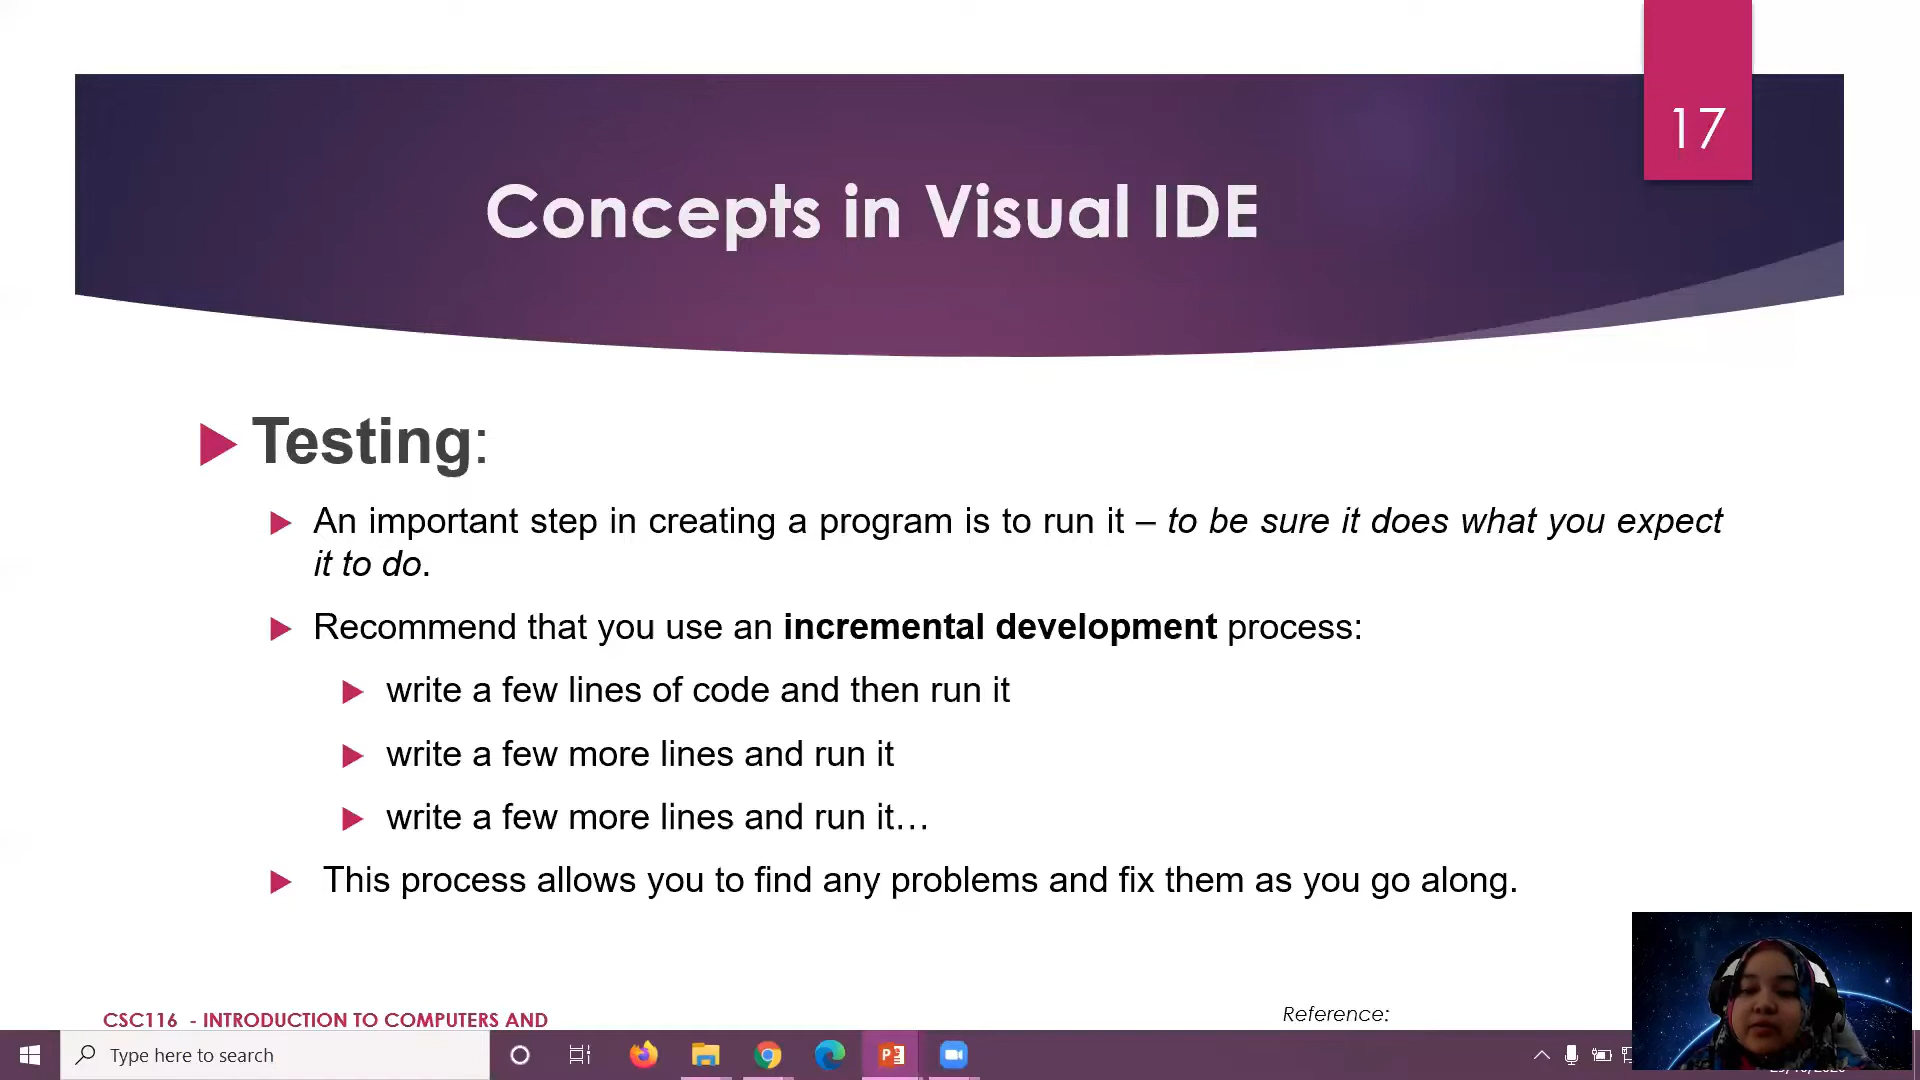 17
Concepts in Visual IDE
Testing:
An important step in creating a program is to run it – to be sure it does what you expect
it to do.
Recommend that you use an incremental development process:
write a few lines of code and then run it
write a few more lines and run it
write a few more lines and run it…
This process allows you to find any problems and fix them as you go along.
CSC116 - INTRODUCTION TO COMPUTERS AND
Reference:
Type here to search